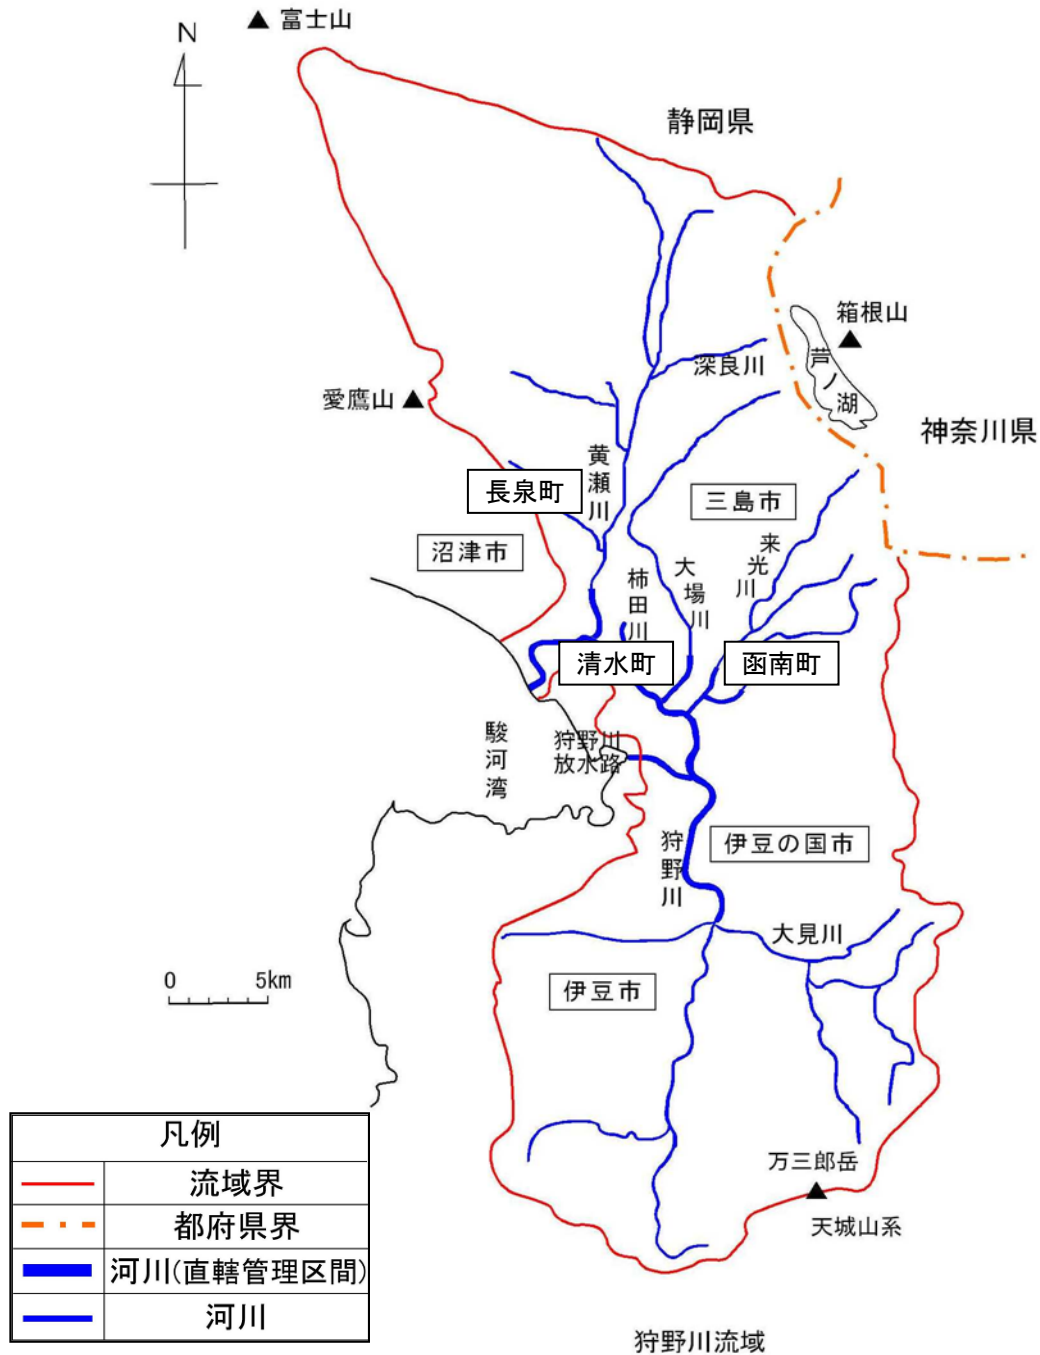 富士山
N
静岡県
箱根山
芦ノ湖
深良川
愛鷹山
神奈川県
黄瀬川
長泉町
三島市
沼津市
来光川
大場川
柿田川
清水町
函南町
駿河湾
狩野川
放水路
狩野川
伊豆の国市
大見川
0 5km
伊豆市
凡例
流域界
都府県界
河川(直轄管理区間)
河川
万三郎岳
天城山系
狩野川流域